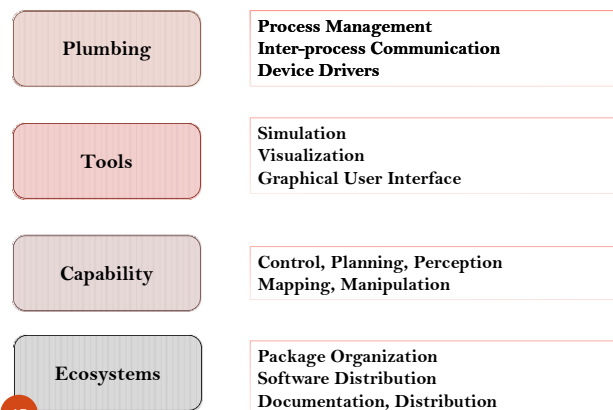 Plumbing
Process Management
Inter-process Communication
Device Drivers
Tools
Simulation
Visualization
Graphical User Interface
Capability
Control, Planning, Perception
Mapping, Manipulation
Ecosystems
Package Organization
Software Distribution
Documentation, Distribution